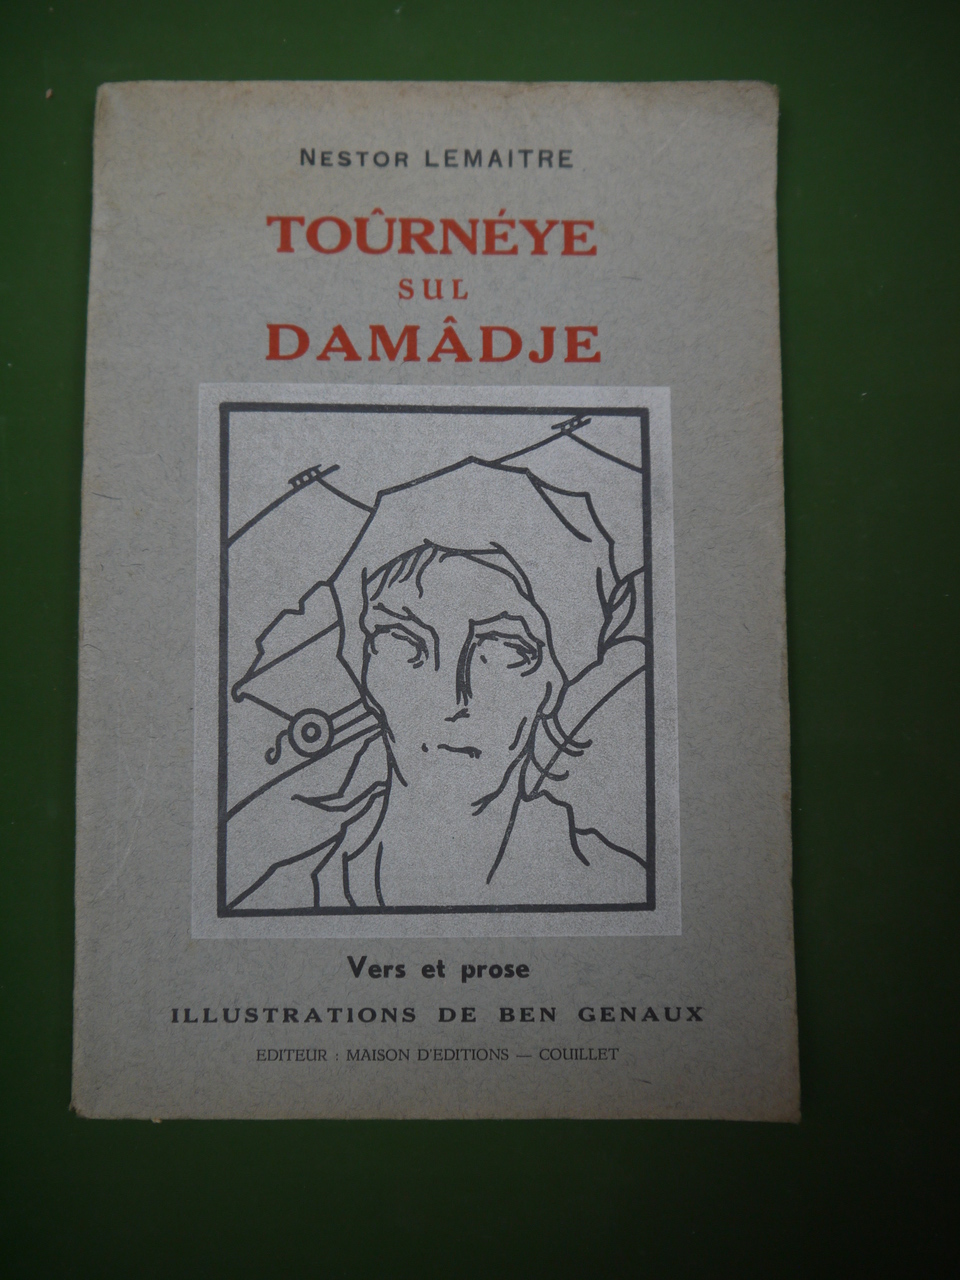 NESTOR LEMAITRE
TOÛRNÉYE
SUL
DAMÂDJE
Vers et prose
ILLUSTRATIONS DE BEN GENAUX
EDITEUR : MAISON D'EDITIONS — COUILLET